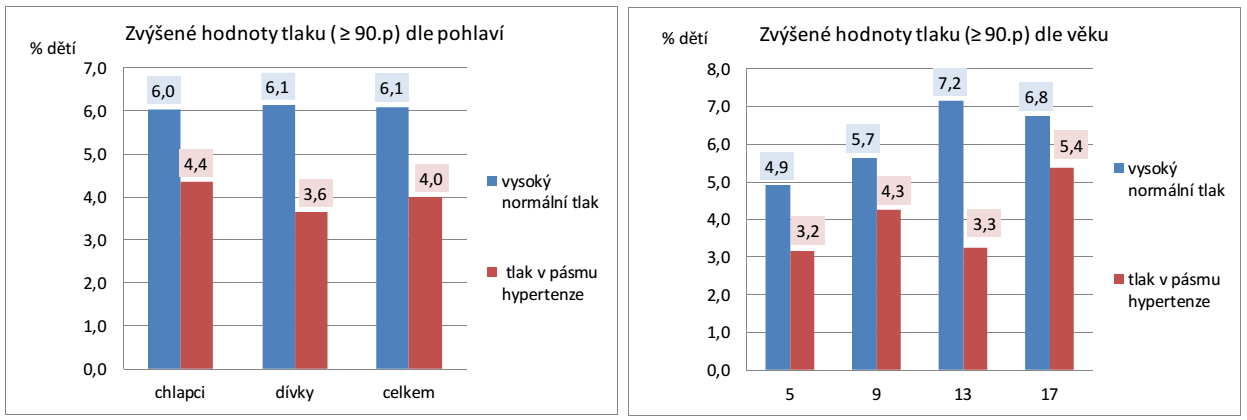 Zvýšené hodnoty tlaku ( ≥ 90.p) dle pohlaví
% dětí
7,0
6,0
5,0
4,0
3,0
2,0
1,0
0,0
6,0
4,4
6,1
3,6
6,1
4,0
chlapci
dívky
celkem
vysoký
normální tlak
tlak v pásmu
hypertenze
Zvýšené hodnoty tlaku (≥ 90.p) dle věku
% dětí
8,0
7,0
6,0
5,0
4,0
3,0
2,0
1,0
0,0
4,9
3,2
5,7
4,3
7,2
3,3
6,8
5,4
5
9
13
17
vysoký
normální tlak
tlak v pásmu
hypertenze